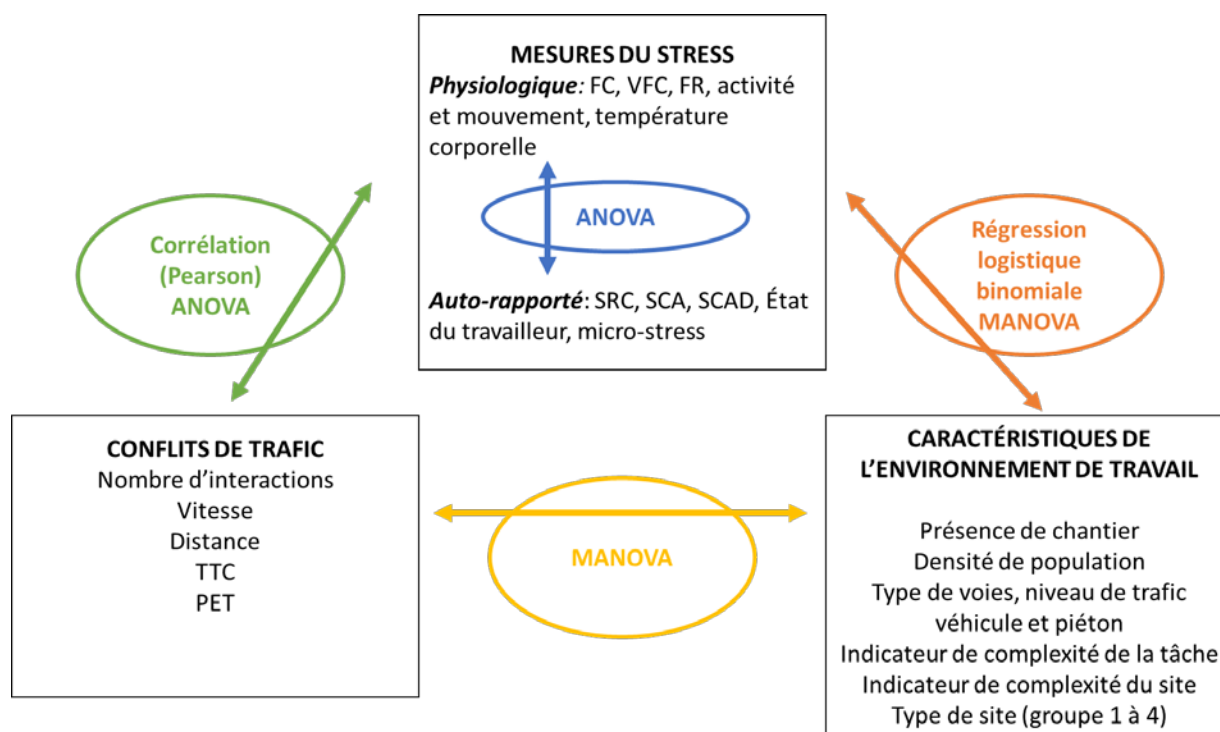 MESURES DU STRESS
Physiologique: FC, VFC, FR, activité
et mouvement, température
corporelle
ANOVA
Auto-rapporté: SRC, SCA, SCAD, État
du travailleur, micro-stress
Corrélation
(Pearson)
ANOVA
Régression
logistique
binomiale
MANOVA
CONFLITS DE TRAFIC
Nombre d’interactions
Vitesse
Distance
TTC
PET
MANOVA
CARACTÉRISTIQUES DE
L’ENVIRONNEMENT DE TRAVAIL
Présence de chantier
Densité de population
Type de voies, niveau de trafic
véhicule et piéton
Indicateur de complexité de la tâche
Indicateur de complexité du site
Type de site (groupe 1 à 4)